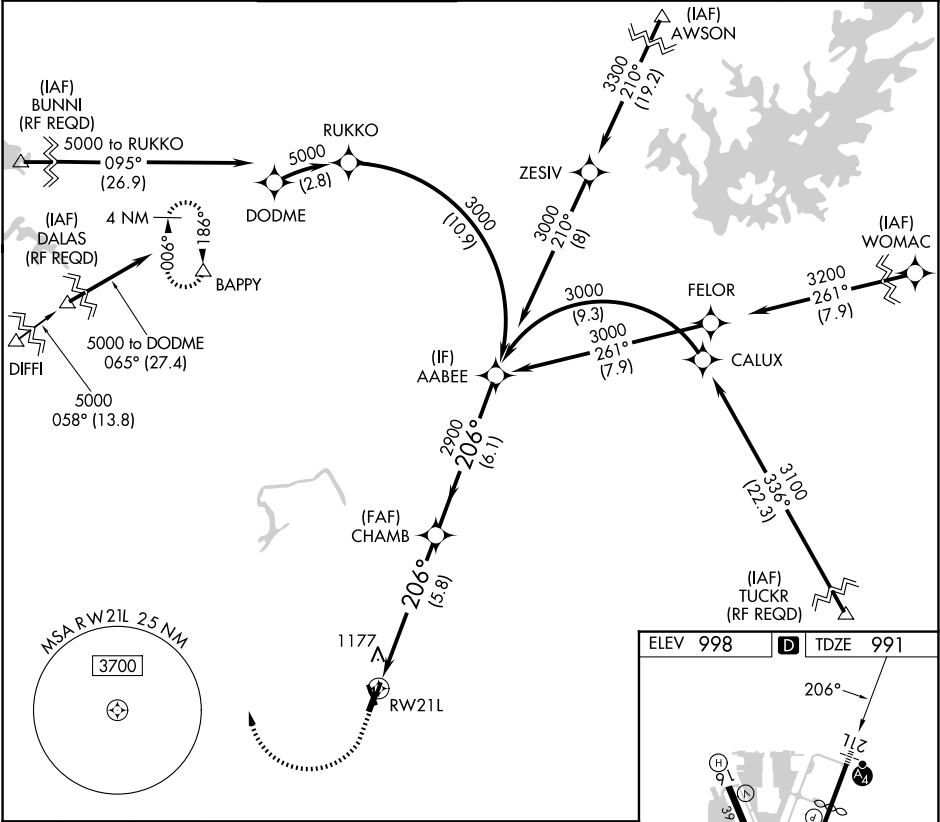 (IAF)
AWSON
3300
210°
(19.2)
(IAF)
BUNNI
(RF REQD)
5000 to RUKKO
095°
(26.9)
RUKKO
5000
(2.8)
DODME
3000
(10.9)
ZESIV
3000
210°
(8)
(IAF)
DALAS
(RF REQD)
4 NM
006°
186°
BAPPY
(IAF)
WOMAC
3200
261°
(7.9)
FELOR
3000
(9.3)
3000
261°
(7.9)
CALUX
DIFFI
5000 to DODME
065° (27.4)
5000
058° (13.8)
(IF)
AABEE
2900
206°
(6.1)
3100
336°
(22.3)
(FAF)
CHAMB
206°
(5.8)
(IAF)
TUCKR
(RF REQD)
1177
RW21L
MSA RW21L 25 NM
3700
ELEV 998
D
TDZE 991
206°
21L
A4
H
16
V
39
P